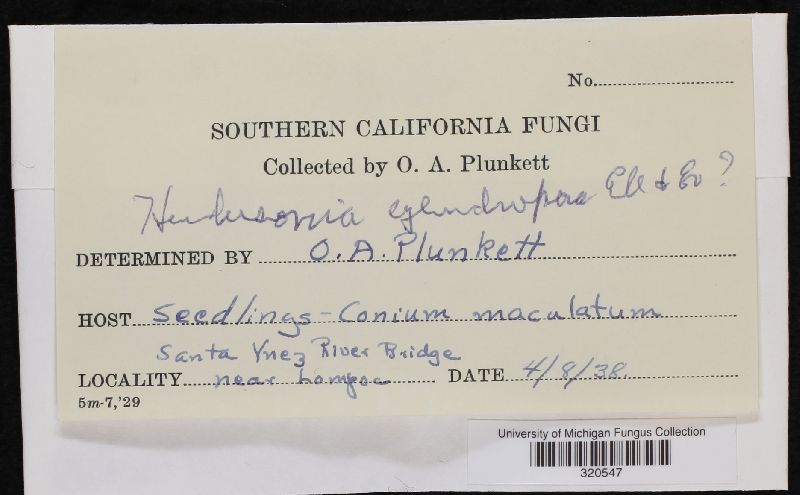 No.
SOUTHERN CALIFORNIA FUNGI
Collected by O. A. Plunkett
Hendersonia cylindrospora Ell & Ev ?
DETERMINED BY O.A. Plunkett
HOST Seedlings - Conium maculatum
Santa Ynez River Bridge
LOCALITY near Lompoc DATE 4/8/38.
5m-7,'29
University of Michigan Fungus Collection
320547